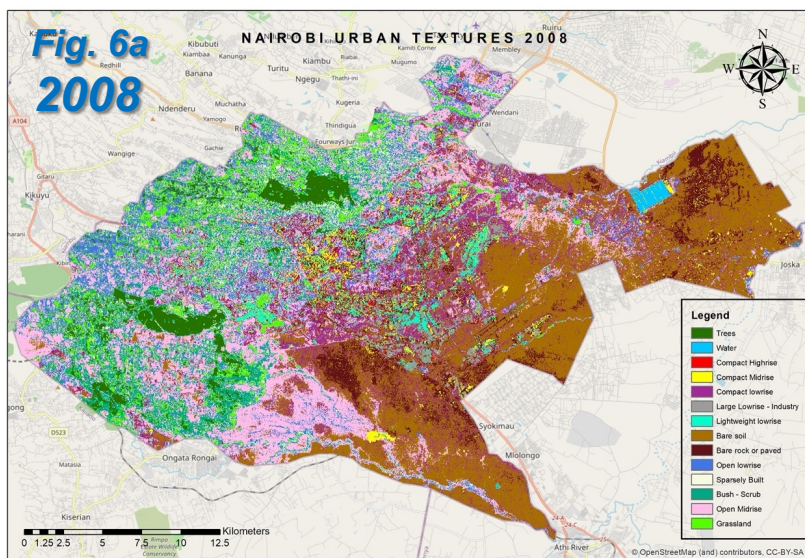 Fig. 6a
2008
NAIROBI URBAN TEXTURES 2008
N
W E
S
Ruiru
Kibubuti
Kiambaa
Kanunga
Riabai
Kamiti Corner
Membley
Redhill
Banana
Turitu
Kiambu
Mugumo
Ngegu
Thathi-ini
Ndenderu
Muchatha
Kugeria
Wendani
A104
Yamogo
Thindigua
urai
Wangige
Gachie
Fourways Jun
Gitaru
Kikuyu
Joska
Syokimau
Mlolongo
gong
D523
Ongata Rongai
Matasia
Kiserian
Athi River
Legend
Trees
Water
Compact Highrise
Compact Midrise
Compact lowrise
Large Lowrise - Industry
Lightweight lowrise
Bare soil
Bare rock or paved
Open lowrise
Sparsely Built
Bush - Scrub
Open Midrise
Grassland
Kilometers
0 1.25 2.5 5 7.5 10 12.5
© OpenStreetMap (and) contributors, CC-BY-SA